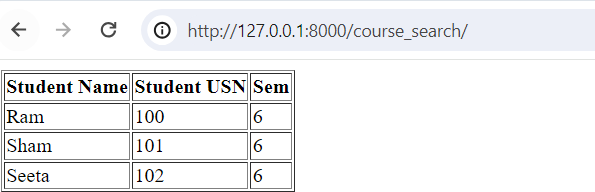 http://127.0.0.1:8000/course_search/
Student Name Student USN Sem
Ram 100 6
Sham 101 6
Seeta 102 6